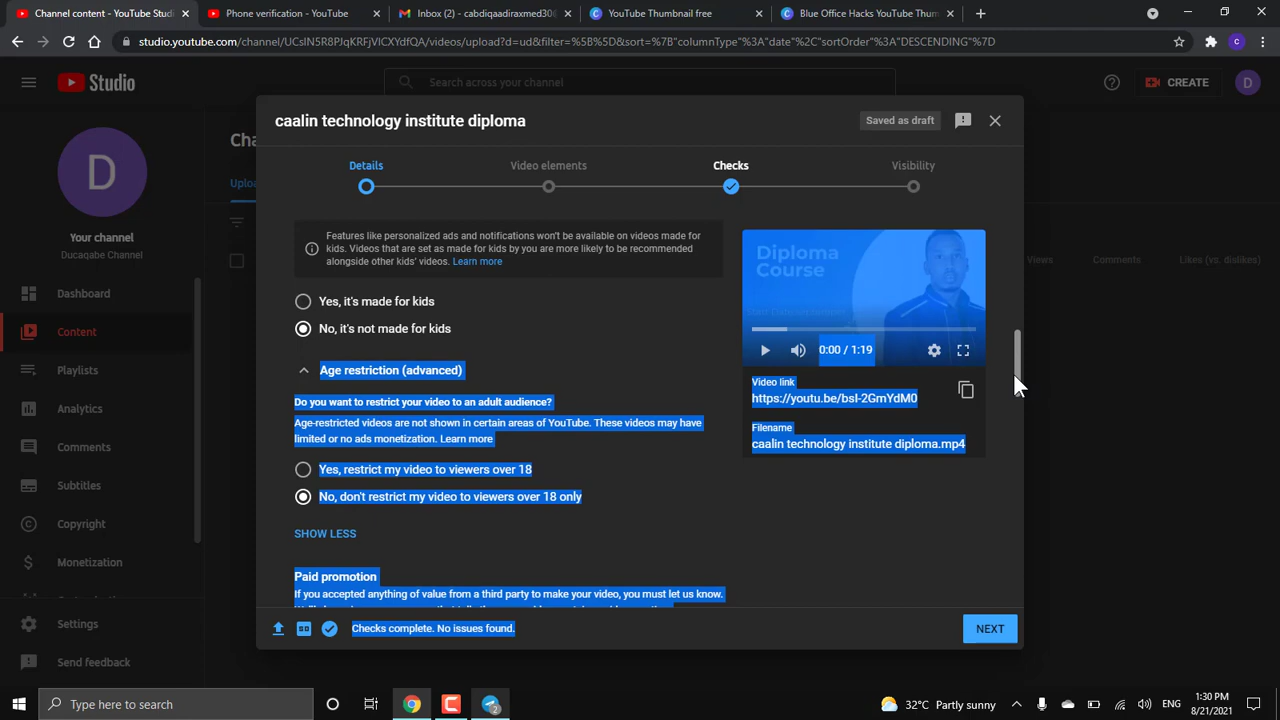 Channel content - YouTube Studio
Phone verification - YouTube
Inbox (2) - cabdiqaadiraxmed30
YouTube Thumbnail free
Blue Office Hacks YouTube Thum
studio.youtube.com/channel/UCslN5R8PJqKRFjVICXYdfQA/videos/upload?d=ud&filter=%5B%5D&sort=%7B"columnType"%3A"date"%2C"sortOrder"%3A"DESCENDING"%7D
c
Studio
Search across your channel
CREATE
D
caalin technology institute diploma
Saved as draft
Details
Video elements
Checks
Visibility
D
Your channel
Ducaqabe Channel
Dashboard
Content
Playlists
Analytics
Comments
Subtitles
Copyright
Monetization
Settings
Send feedback
Cha
Uploa
Views
Comments
Likes (vs. dislikes)
Features like personalized ads and notifications won't be available on videos made for
kids. Videos that are set as made for kids by you are more likely to be recommended
alongside other kids' videos. Learn more
Yes, it's made for kids
No, it's not made for kids
Age restriction (advanced)
Do you want to restrict your video to an adult audience?
Age-restricted videos are not shown in certain areas of YouTube. These videos may have
limited or no ads monetization. Learn more
Yes, restrict my video to viewers over 18
No, don't restrict my video to viewers over 18 only
SHOW LESS
Paid promotion
If you accepted anything of value from a third party to make your video, you must let us know.
Diploma
Course
0:00 / 1:19
Video link
https://youtu.be/bsI-2GmYdM0
Filename
caalin technology institute diploma.mp4
Checks complete. No issues found.
NEXT
Type here to search
2
32°C Partly sunny
ENG
1:30 PM
8/21/2021